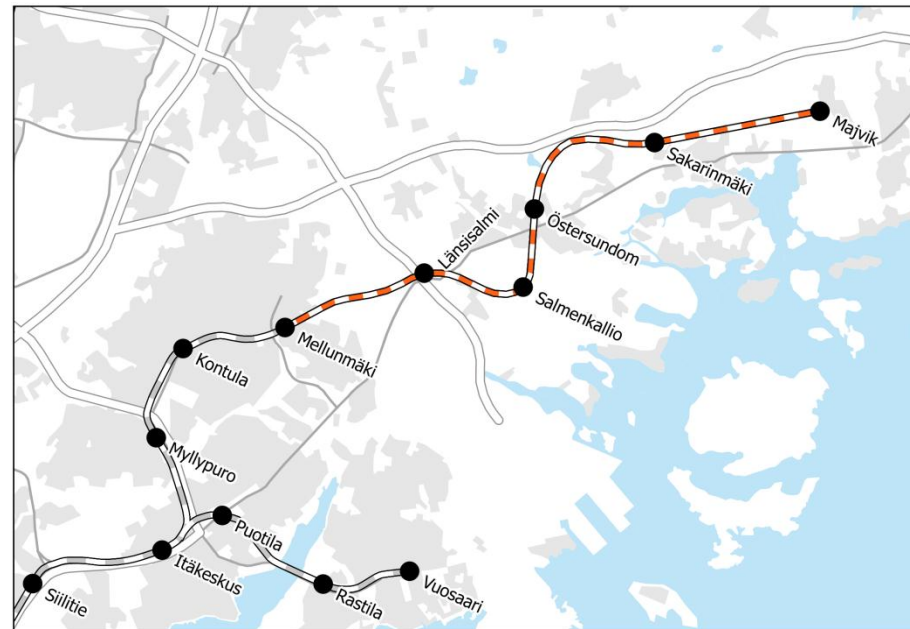 Majvik
Sakarinmäki
Östersundom
Länsisalmi
Salmenkallio
Mellunmäki
Kontula
Myllypuro
Puotila
Itäkeskus
Vuosaari
Rastila
Siilitie